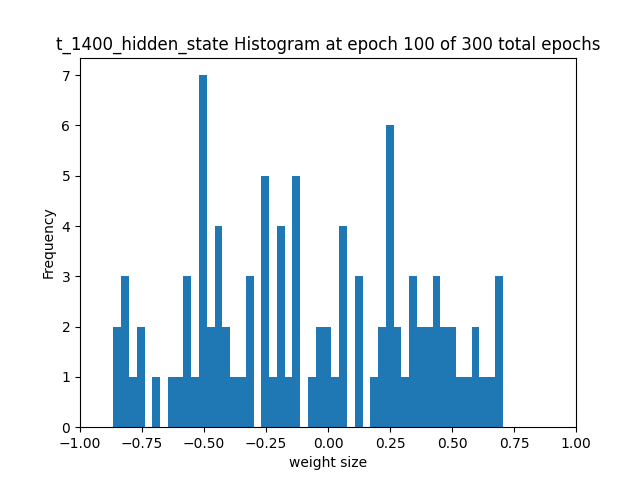 t_1400_hidden_state Histogram at epoch 100 of 300 total epochs
7
6
5
4
3
2
1
0
Frequency
−1.00 −0.75 −0.50 −0.25 0.00 0.25 0.50 0.75 1.00
weight size